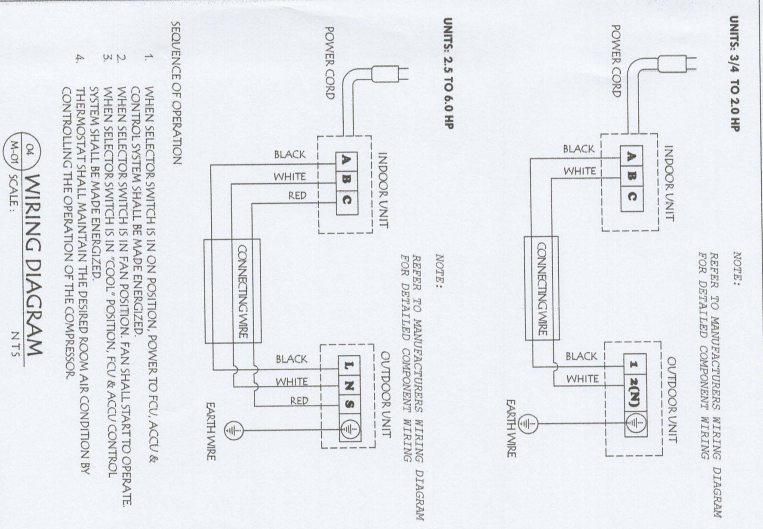 UNITS: 3/4 TO 2.0 HP
NOTE:
REFER TO MANUFACTURERS WIRING DIAGRAM
FOR DETAILED COMPONENT WIRING
POWER CORD
INDOOR UNIT
A B C
BLACK
WHITE
CONNECTING WIRE
OUTDOOR UNIT
BLACK
WHITE
1 2(N)
EARTH WIRE
UNITS: 2.5 TO 6.0 HP
NOTE:
REFER TO MANUFACTURERS WIRING DIAGRAM
FOR DETAILED COMPONENT WIRING
POWER CORD
INDOOR UNIT
A B C
BLACK
WHITE
RED
CONNECTING WIRE
OUTDOOR UNIT
BLACK
WHITE
RED
L N S
EARTH WIRE
SEQUENCE OF OPERATION
1. WHEN SELECTOR SWITCH IS IN ON POSITION, POWER TO FCU, ACCU &
CONTROL SYSTEM SHALL BE MADE ENERGIZED.
2. WHEN SELECTOR SWITCH IS IN FAN POSITION. FAN SHALL START TO OPERATE.
3. WHEN SELECTOR SWITCH IS IN "COOL" POSITION, FCU & ACCU CONTROL
SYSTEM SHALL BE MADE ENERGIZED.
4. THERMOSTAT SHALL MAINTAIN THE DESIRED ROOM AIR CONDITION BY
CONTROLLING THE OPERATION OF THE COMPRESSOR.
04 WIRING DIAGRAM
M-01 SCALE : NTS